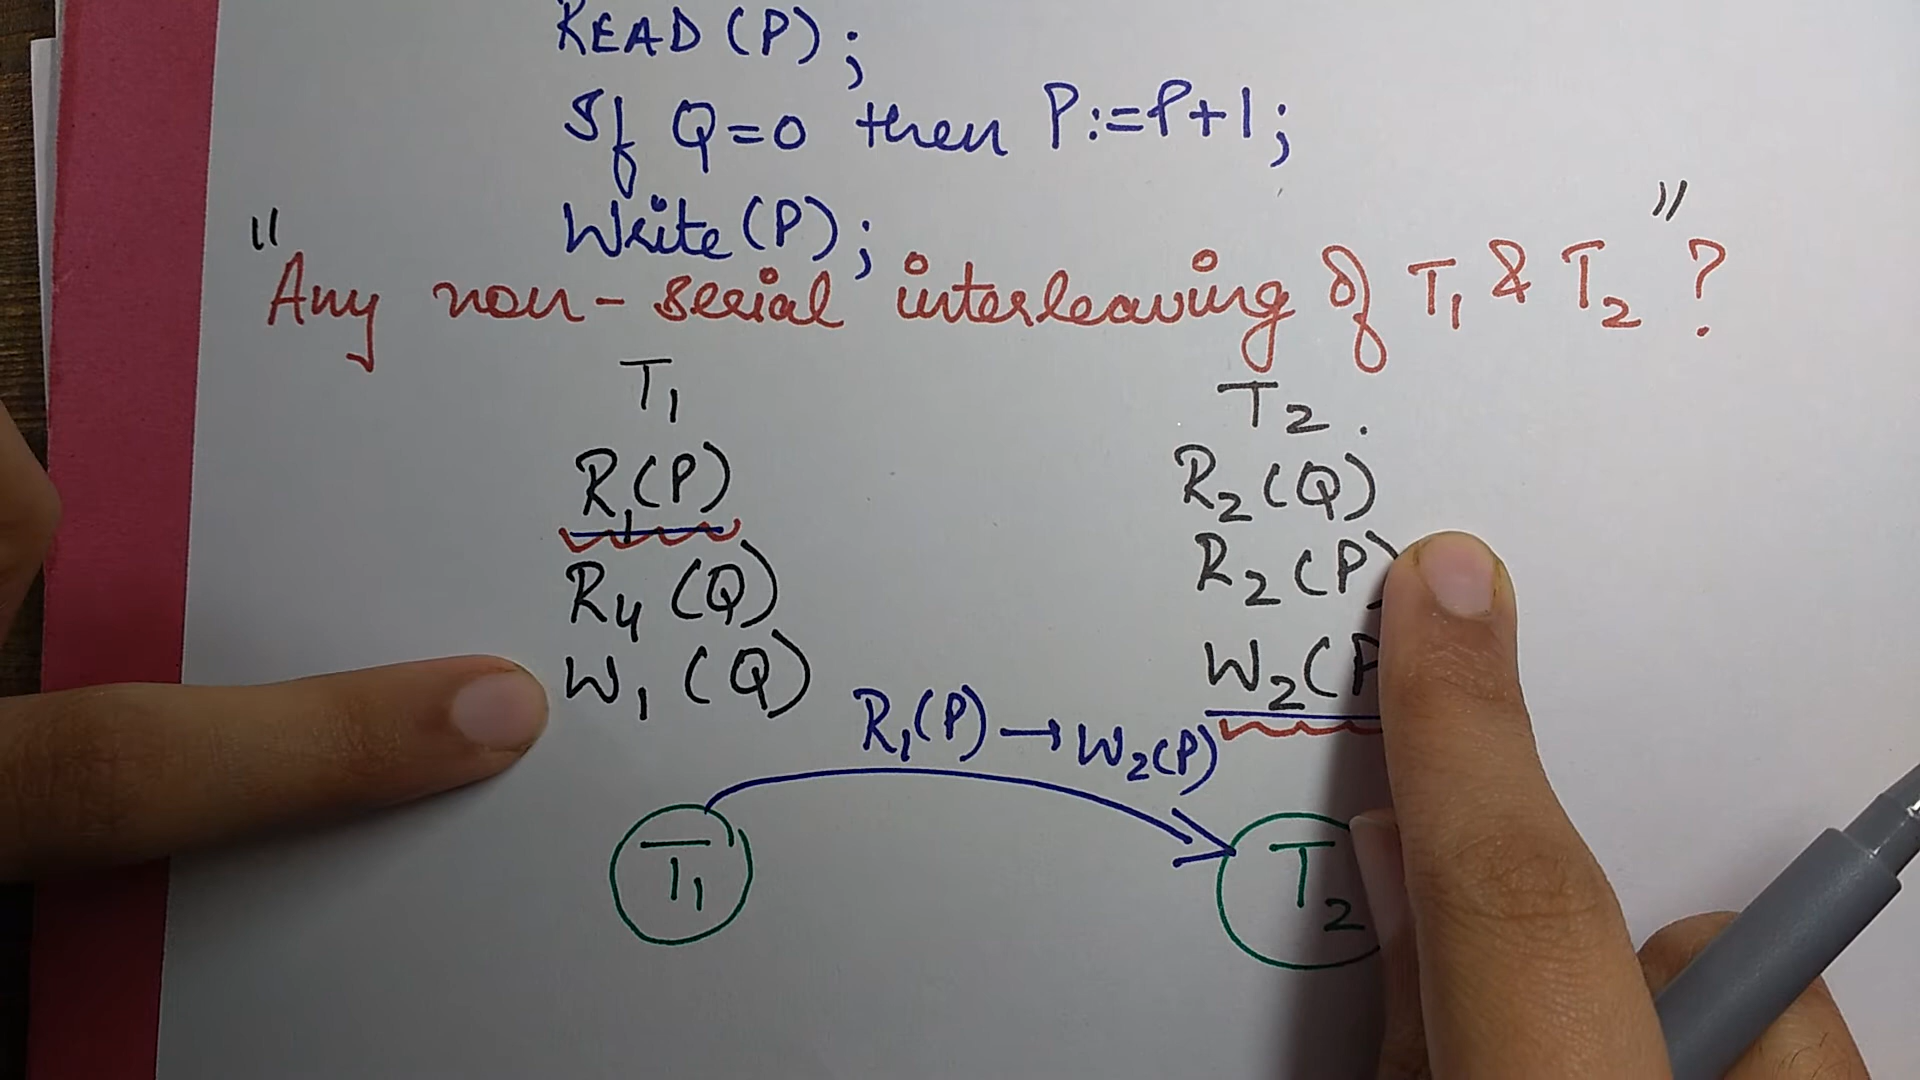 READ (P);
If Q=0 then P:=P+1;
Write (P);
"Any non-serial interleaving of T1 & T2"?
T1 T2.
R1(P) R2 (Q)
R4 (Q) R2 (P)
W1 (Q) W2 (P
R1(P) → W2(P)
T1 T2